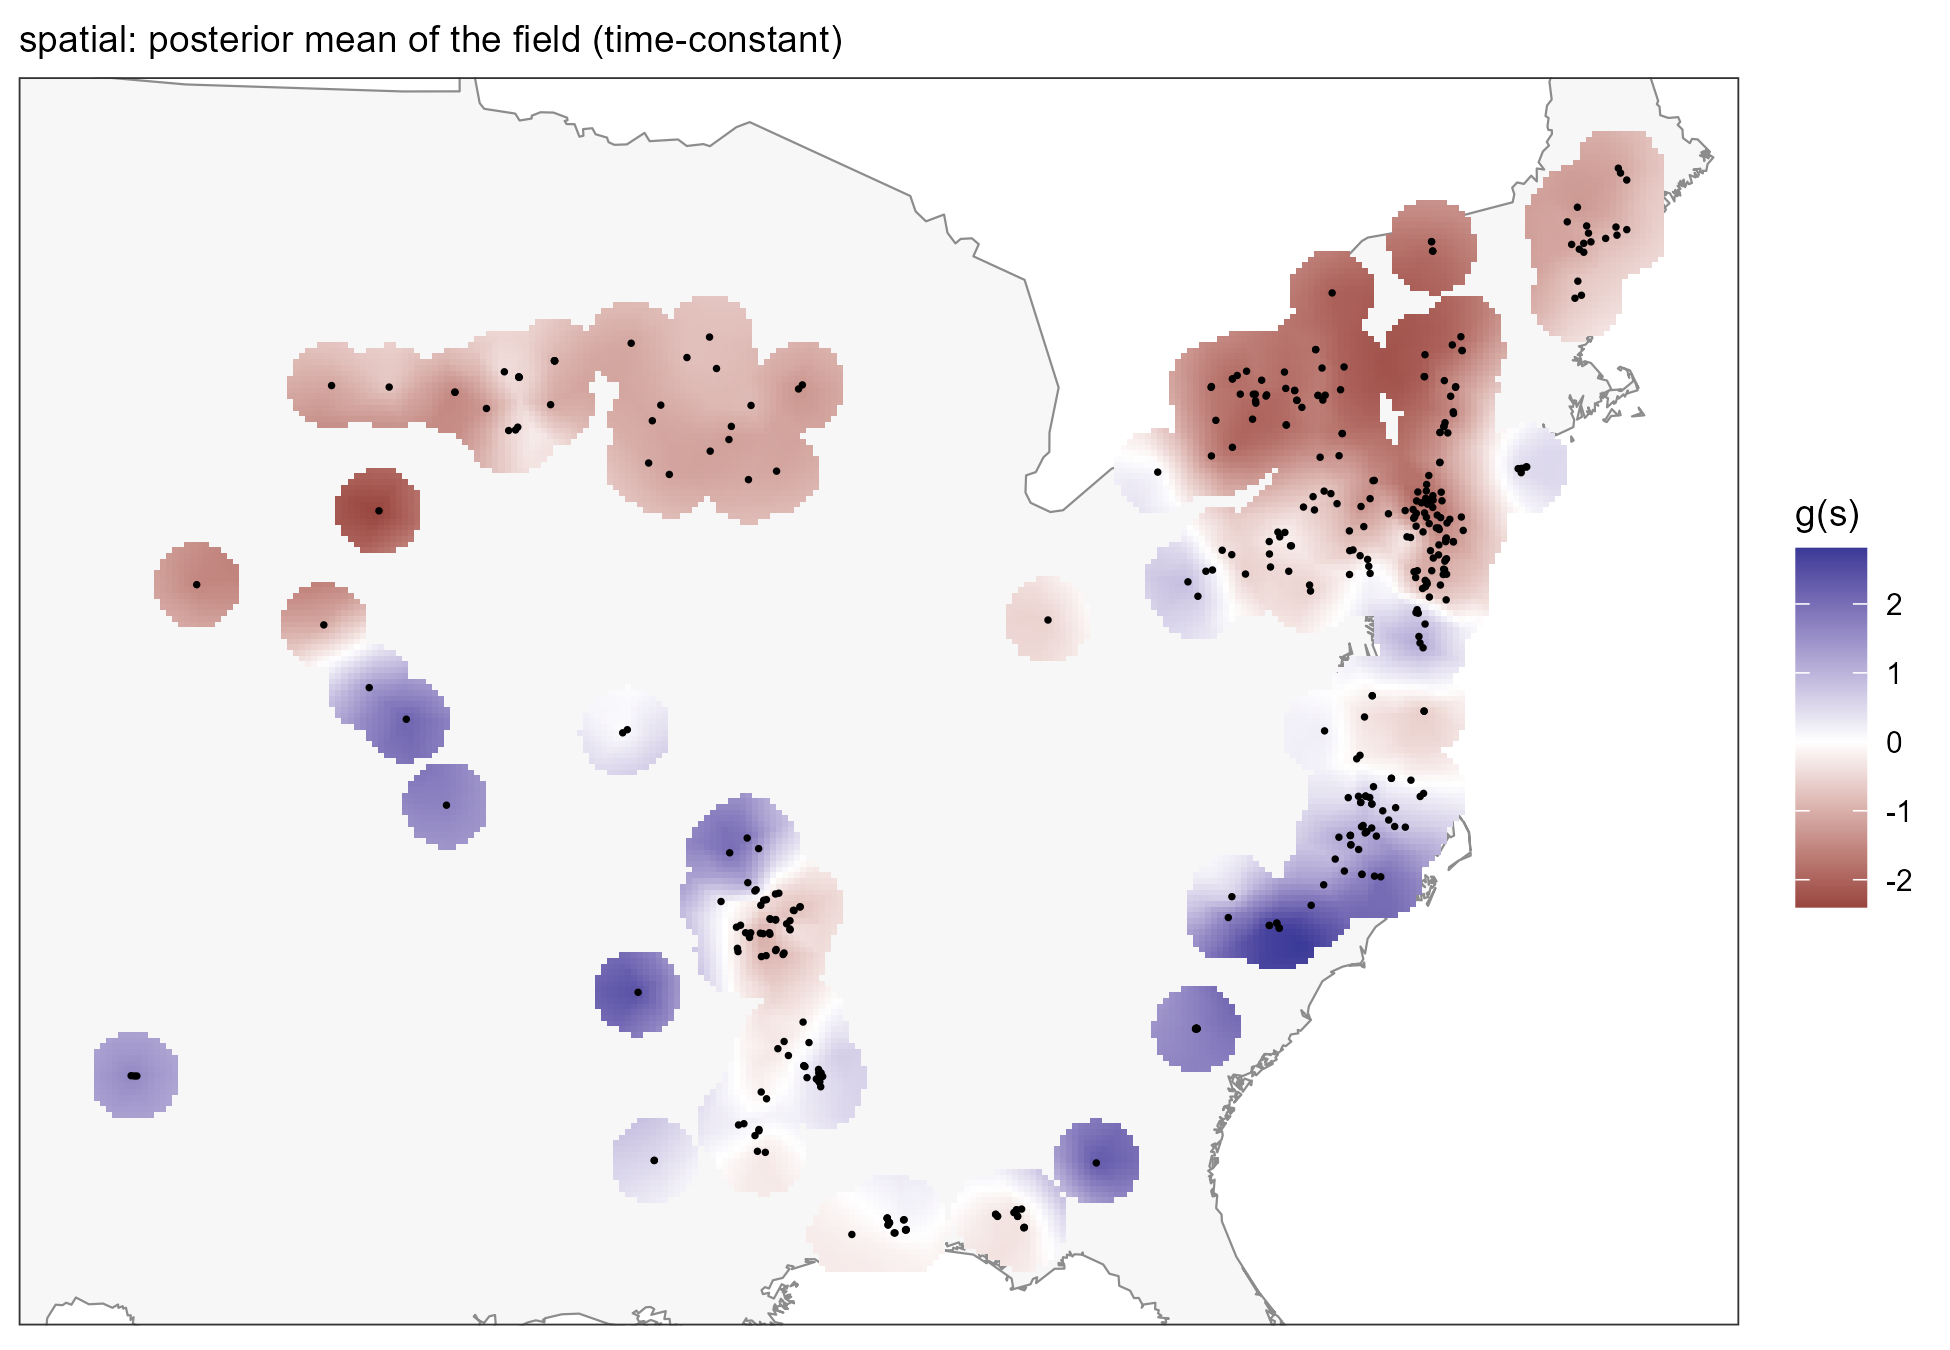 spatial: posterior mean of the field (time-constant)
g(s)
2
1
0
-1
-2